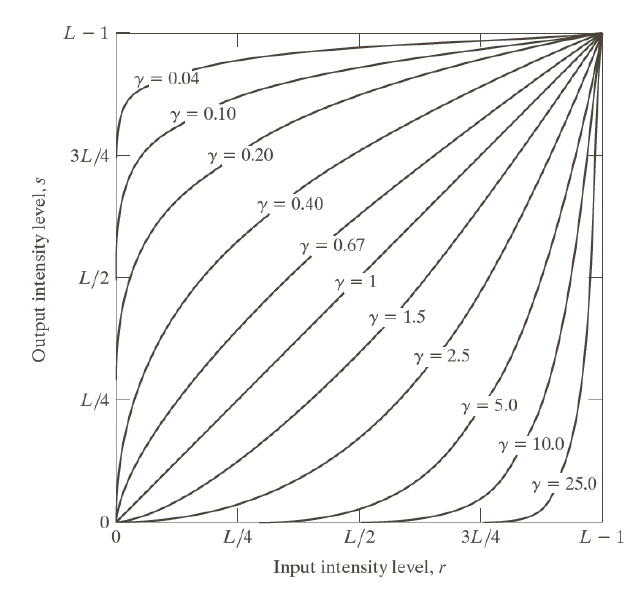 L − 1
γ = 0.04
γ = 0.10
3L/4
γ = 0.20
γ = 0.40
γ = 0.67
L/2
γ = 1
γ = 1.5
γ = 2.5
L/4
γ = 5.0
γ = 10.0
γ = 25.0
0
0
L/4
L/2
3L/4
L − 1
Input intensity level, r
Output intensity level, s